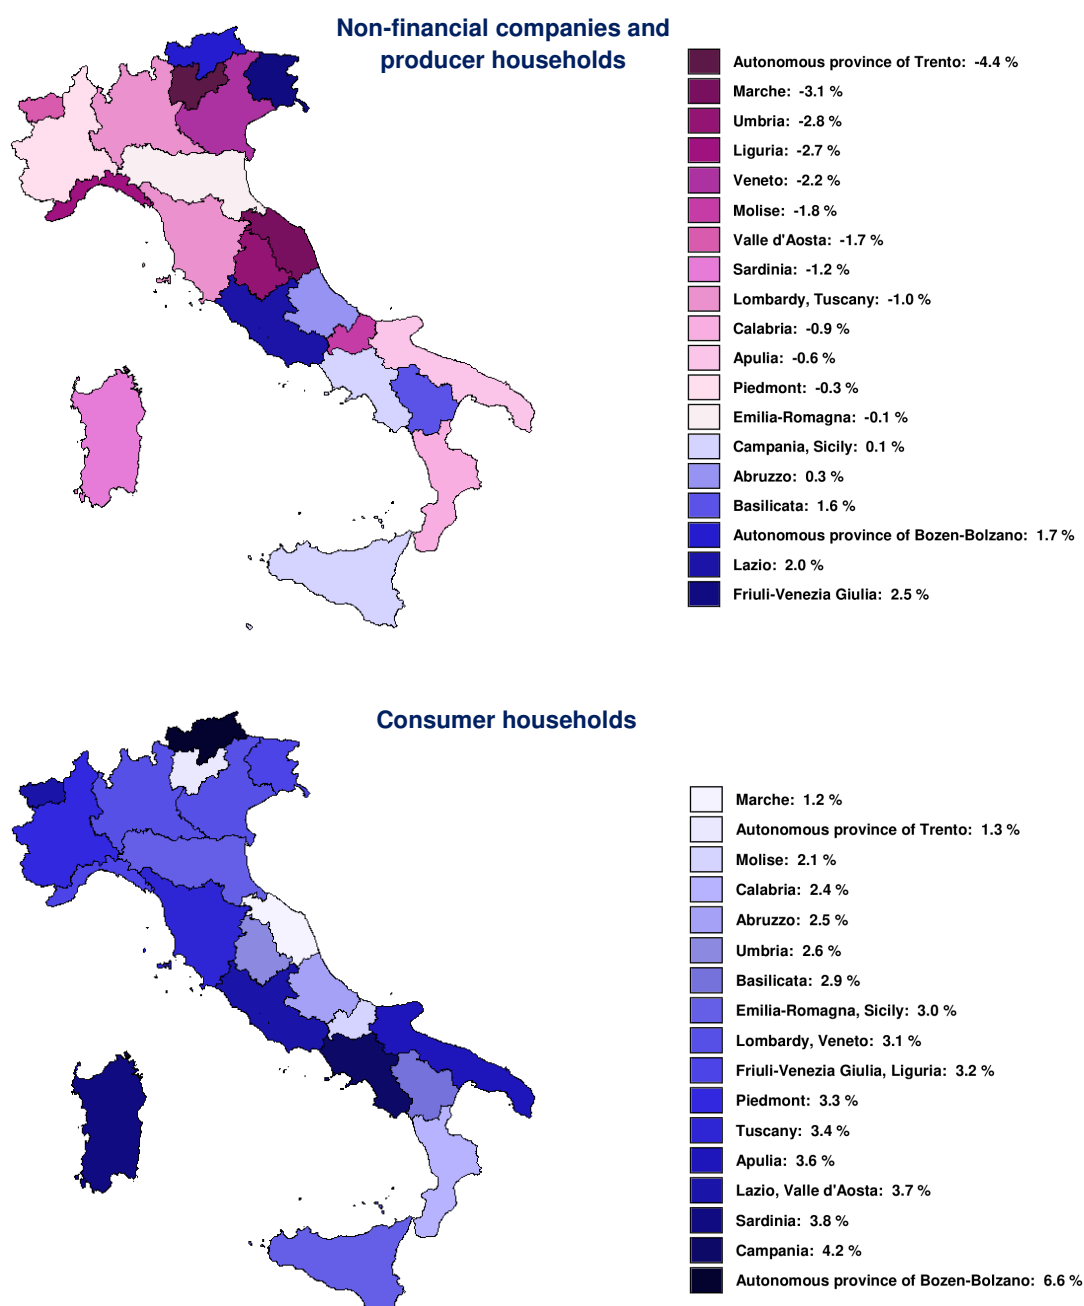 Non-financial companies and
producer households
Autonomous province of Trento: -4.4 %
Marche: -3.1 %
Umbria: -2.8 %
Liguria: -2.7 %
Veneto: -2.2 %
Molise: -1.8 %
Valle d'Aosta: -1.7 %
Sardinia: -1.2 %
Lombardy, Tuscany: -1.0 %
Calabria: -0.9 %
Apulia: -0.6 %
Piedmont: -0.3 %
Emilia-Romagna: -0.1 %
Campania, Sicily: 0.1 %
Abruzzo: 0.3 %
Basilicata: 1.6 %
Autonomous province of Bozen-Bolzano: 1.7 %
Lazio: 2.0 %
Friuli-Venezia Giulia: 2.5 %
Consumer households
Marche: 1.2 %
Autonomous province of Trento: 1.3 %
Molise: 2.1 %
Calabria: 2.4 %
Abruzzo: 2.5 %
Umbria: 2.6 %
Basilicata: 2.9 %
Emilia-Romagna, Sicily: 3.0 %
Lombardy, Veneto: 3.1 %
Friuli-Venezia Giulia, Liguria: 3.2 %
Piedmont: 3.3 %
Tuscany: 3.4 %
Apulia: 3.6 %
Lazio, Valle d'Aosta: 3.7 %
Sardinia: 3.8 %
Campania: 4.2 %
Autonomous province of Bozen-Bolzano: 6.6 %